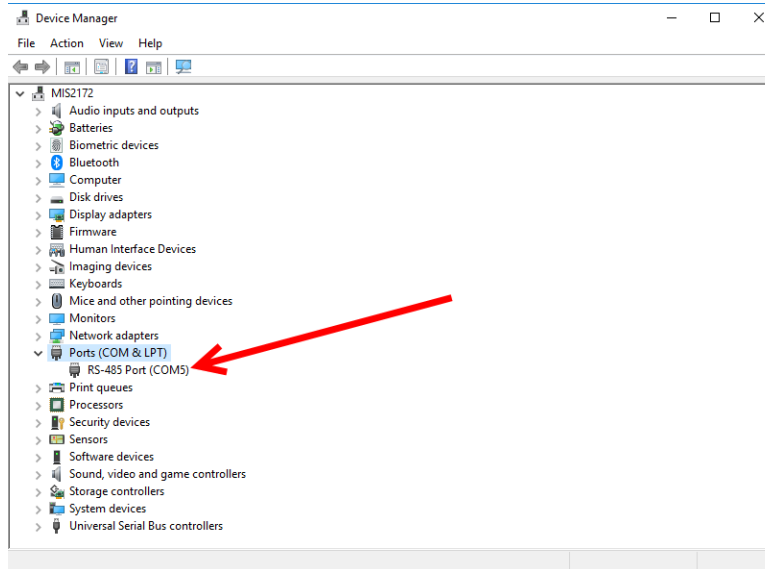 Device Manager
File Action View Help
MIS2172
Audio inputs and outputs
Batteries
Biometric devices
Bluetooth
Computer
Disk drives
Display adapters
Firmware
Human Interface Devices
Imaging devices
Keyboards
Mice and other pointing devices
Monitors
Network adapters
Ports (COM & LPT)
RS-485 Port (COM5)
Print queues
Processors
Security devices
Sensors
Software devices
Sound, video and game controllers
Storage controllers
System devices
Universal Serial Bus controllers